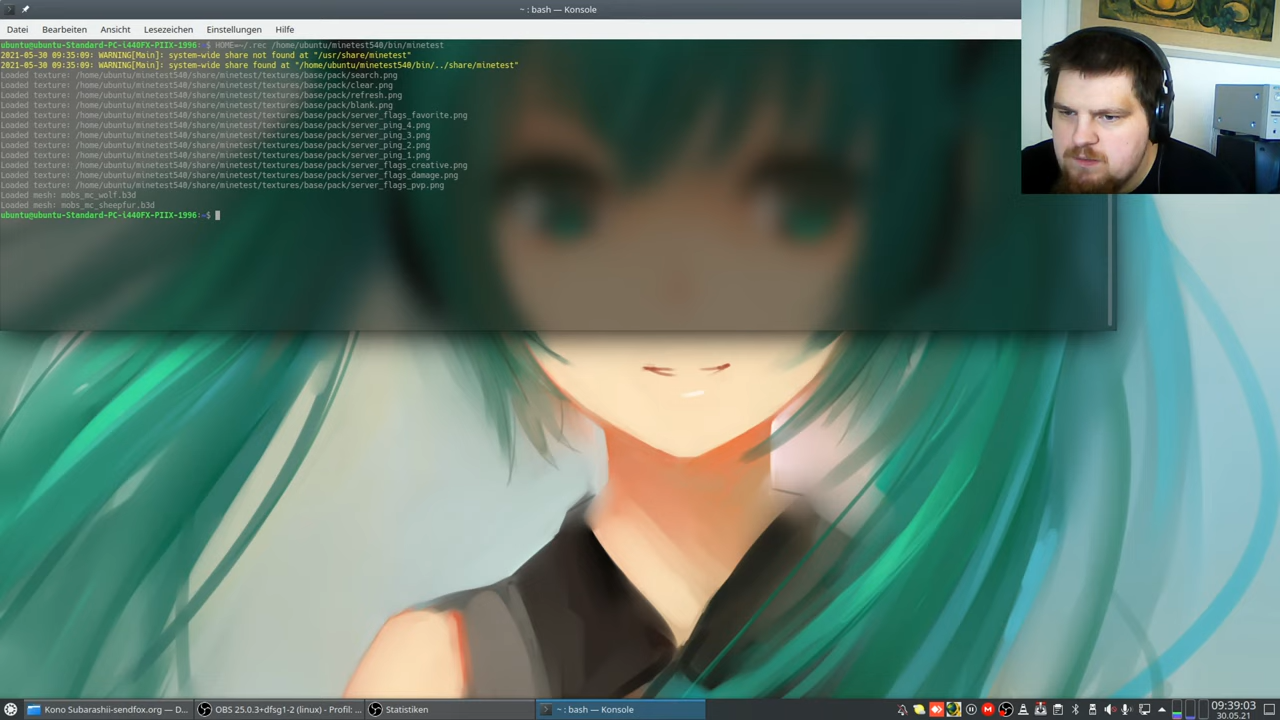 ~ : bash — Konsole
Datei Bearbeiten Ansicht Lesezeichen Einstellungen Hilfe
ubuntu@ubuntu-Standard-PC-i440FX-PIIX-1996:~$ HOME=~/.rec /home/ubuntu/minetest540/bin/minetest
2021-05-30 09:35:09: WARNING[Main]: system-wide share not found at "/usr/share/minetest"
2021-05-30 09:35:09: WARNING[Main]: system-wide share found at "/home/ubuntu/minetest540/bin/../share/minetest"
Loaded texture: /home/ubuntu/minetest540/share/minetest/textures/base/pack/search.png
Loaded texture: /home/ubuntu/minetest540/share/minetest/textures/base/pack/clear.png
Loaded texture: /home/ubuntu/minetest540/share/minetest/textures/base/pack/refresh.png
Loaded texture: /home/ubuntu/minetest540/share/minetest/textures/base/pack/blank.png
Loaded texture: /home/ubuntu/minetest540/share/minetest/textures/base/pack/server_flags_favorite.png
Loaded texture: /home/ubuntu/minetest540/share/minetest/textures/base/pack/server_ping_4.png
Loaded texture: /home/ubuntu/minetest540/share/minetest/textures/base/pack/server_ping_3.png
Loaded texture: /home/ubuntu/minetest540/share/minetest/textures/base/pack/server_ping_2.png
Loaded texture: /home/ubuntu/minetest540/share/minetest/textures/base/pack/server_ping_1.png
Loaded texture: /home/ubuntu/minetest540/share/minetest/textures/base/pack/server_flags_creative.png
Loaded texture: /home/ubuntu/minetest540/share/minetest/textures/base/pack/server_flags_damage.png
Loaded texture: /home/ubuntu/minetest540/share/minetest/textures/base/pack/server_flags_pvp.png
Loaded mesh: mobs_mc_wolf.b3d
Loaded mesh: mobs_mc_sheepfur.b3d
ubuntu@ubuntu-Standard-PC-i440FX-PIIX-1996:~$
Kono Subarashii-sendfox.org — D... OBS 25.0.3+dfsg1-2 (linux) - Profil: ... Statistiken ~ : bash — Konsole 09:39:03
30.05.21